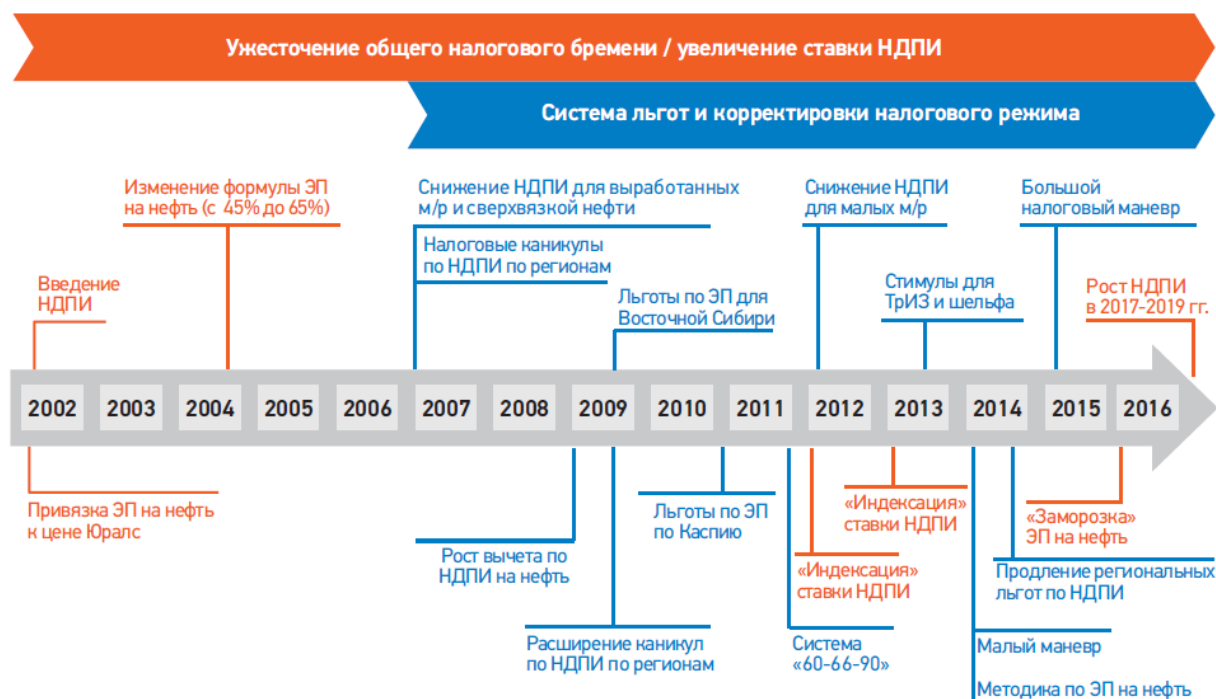 Ужесточение общего налогового бремени / увеличение ставки НДПИ
Система льгот и корректировки налогового режима
Изменение формулы ЭП
на нефть (с 45% до 65%)
Снижение НДПИ для выработанных
м/р и сверхвязкой нефти
Снижение НДПИ
для малых м/р
Большой
налоговый маневр
Налоговые каникулы
по НДПИ по регионам
Введение
НДПИ
Льготы по ЭП для
Восточной Сибири
Стимулы для
ТрИЗ и шельфа
Рост НДПИ
в 2017-2019 гг.
2002 2003 2004 2005 2006 2007 2008 2009 2010 2011 2012 2013 2014 2015 2016
Привязка ЭП на нефть
к цене Юралс
Льготы по ЭП
по Каспию
«Индексация»
ставки НДПИ
«Заморозка»
ЭП на нефть
Рост вычета по
НДПИ на нефть
«Индексация»
ставки НДПИ
Продление региональных
льгот по НДПИ
Расширение каникул
по НДПИ по регионам
Система
«60-66-90»
Малый маневр
Методика по ЭП на нефть